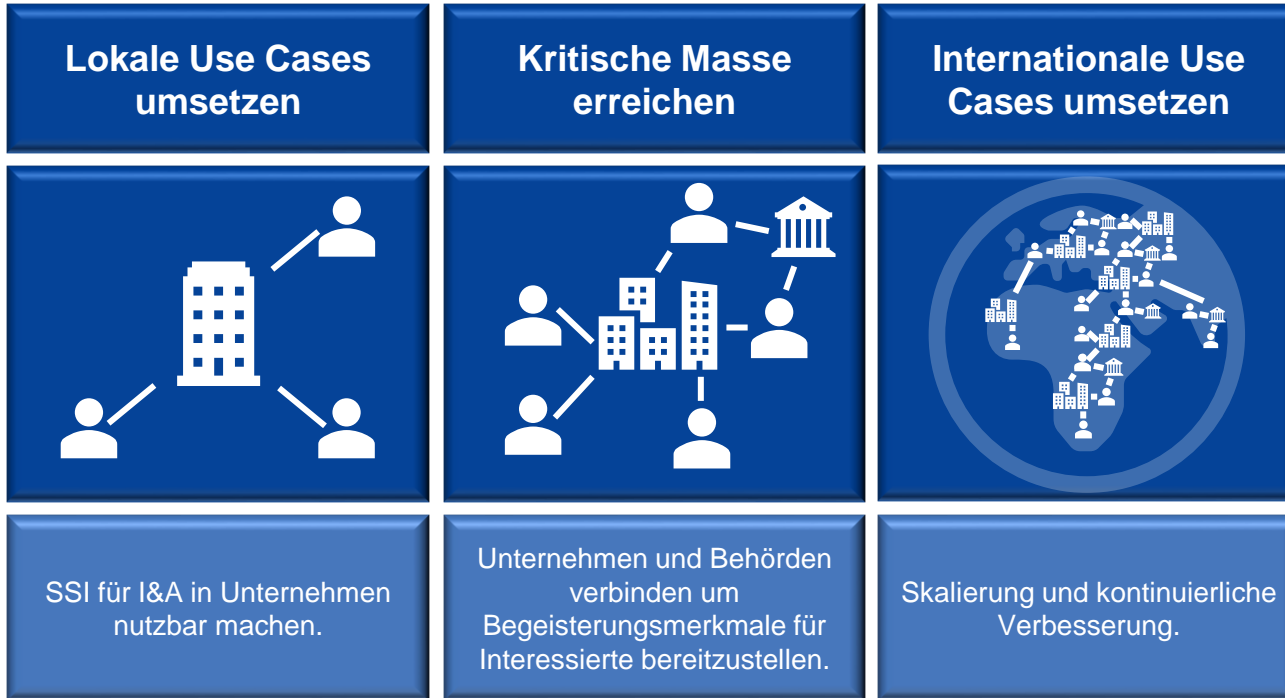 Lokale Use Cases
umsetzen
Kritische Masse
erreichen
Internationale Use
Cases umsetzen
SSI für I&A in Unternehmen
nutzbar machen.
Unternehmen und Behörden
verbinden um
Begeisterungsmerkmale für
Interessierte bereitzustellen.
Skalierung und kontinuierliche
Verbesserung.